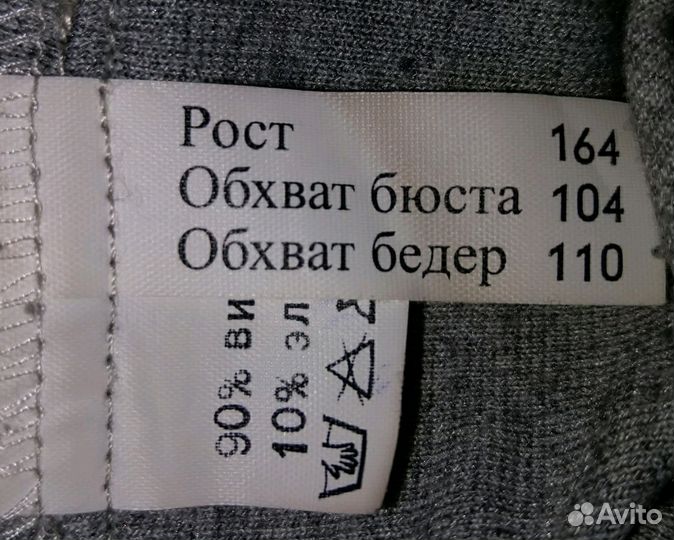 Рост 164
Обхват бюста 104
Обхват бедер 110
90% ви
10% эл
Avito